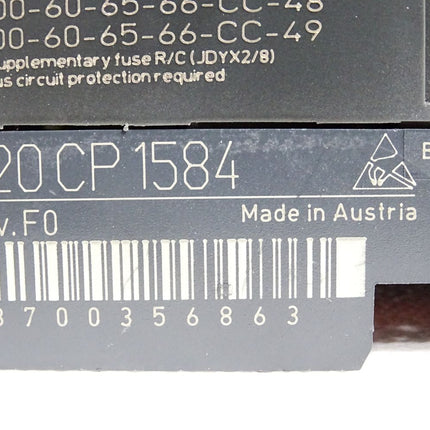 00-60-65-66-CC-48
00-60-65-66-CC-49
upplementary fuse R/C (JDYX2/8)
us circuit protection required
20 CP 1584
v. F0
Made in Austria
3700356863